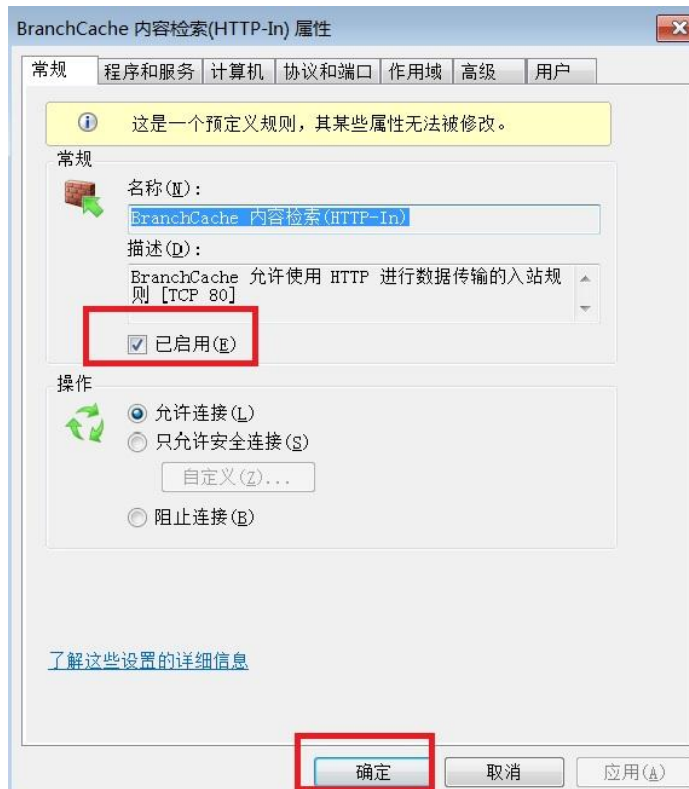 BranchCache 内容检索(HTTP-In) 属性
常规 程序和服务 计算机 协议和端口 作用域 高级 用户
这是一个预定义规则，其某些属性无法被修改。
常规
名称(N)：
BranchCache 内容检索(HTTP-In)
描述(D)：
BranchCache 允许使用 HTTP 进行数据传输的入站规
则 [TCP 80]
已启用(E)
操作
允许连接(L)
只允许安全连接(S)
自定义(Z)...
阻止连接(B)
了解这些设置的详细信息
确定 取消 应用(A)